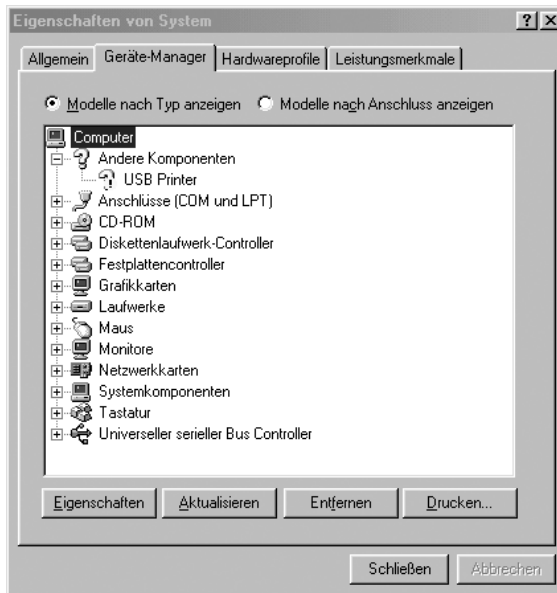 Eigenschaften von System
Allgemein Geräte-Manager Hardwareprofile Leistungsmerkmale
Modelle nach Typ anzeigen Modelle nach Anschluss anzeigen
Computer
Andere Komponenten
USB Printer
Anschlüsse (COM und LPT)
CD-ROM
Diskettenlaufwerk-Controller
Festplattencontroller
Grafikkarten
Laufwerke
Maus
Monitore
Netzwerkkarten
Systemkomponenten
Tastatur
Universeller serieller Bus Controller
Eigenschaften Aktualisieren Entfernen Drucken...
Schließen Abbrechen